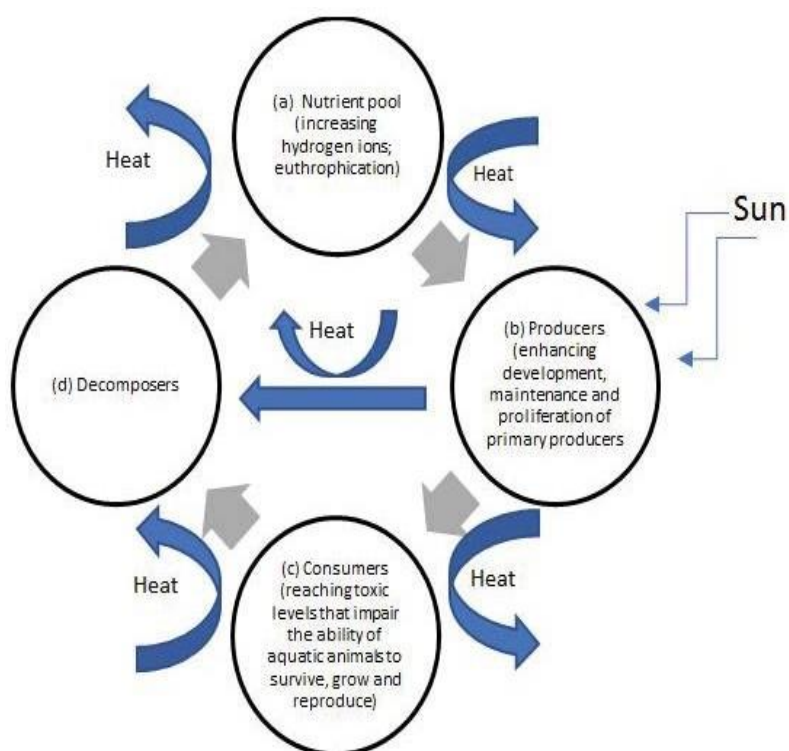 (a) Nutrient pool
(increasing
hydrogen ions;
euthrophication)
Heat
Heat
Sun
Heat
(b) Producers
(enhancing
development,
maintenance and
proliferation of
primary producers
(d) Decomposers
Heat
Heat
(c) Consumers
(reaching toxic
levels that impair
the ability of
aquatic animals to
survive, grow and
reproduce)